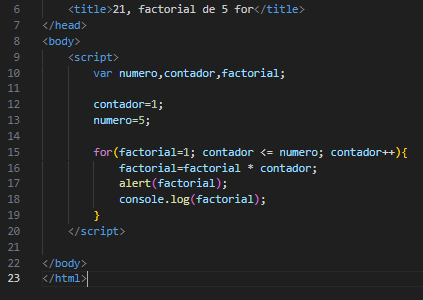 6 <title>21, factorial de 5 for</title>
7 </head>
8 <body>
9 <script>
10 var numero,contador,factorial;
11
12 contador=1;
13 numero=5;
14
15 for(factorial=1; contador <= numero; contador++){
16 factorial=factorial * contador;
17 alert(factorial);
18 console.log(factorial);
19 }
20 </script>
21
22 </body>
23 </html>